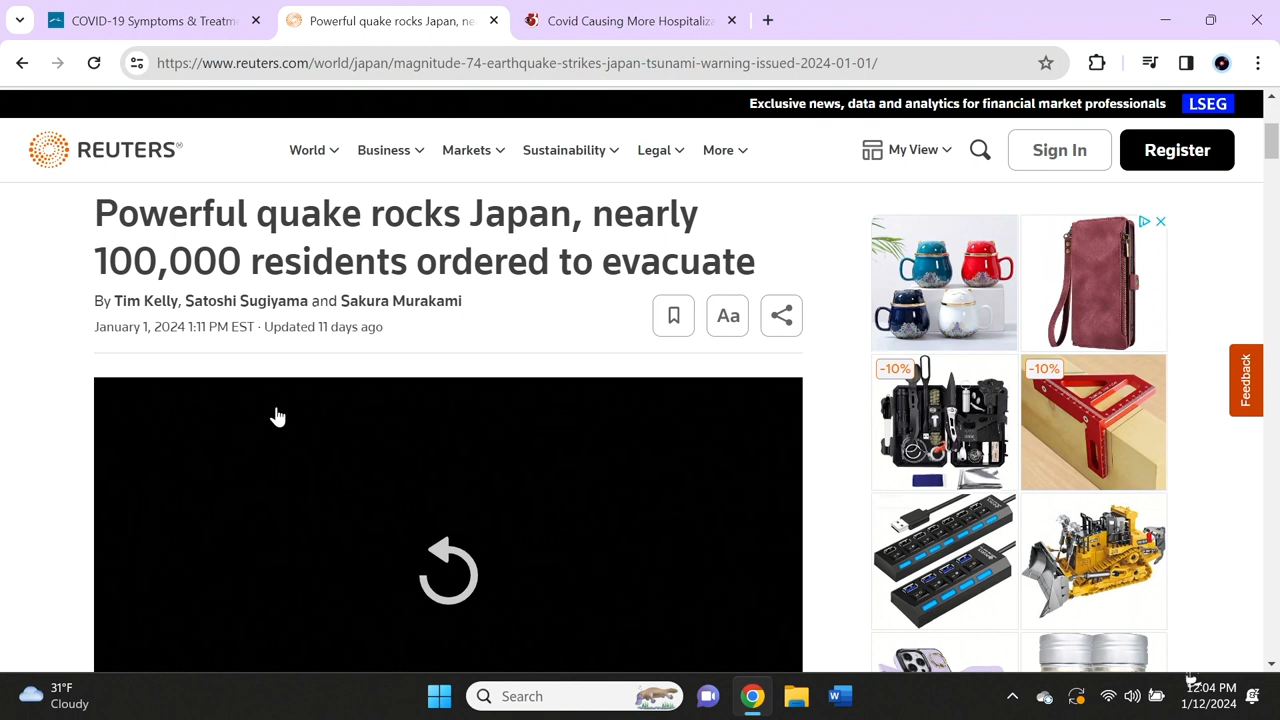 COVID-19 Symptoms & Treatm
Powerful quake rocks Japan, ne
Covid Causing More Hospitaliza
https://www.reuters.com/world/japan/magnitude-74-earthquake-strikes-japan-tsunami-warning-issued-2024-01-01/
Exclusive news, data and analytics for financial market professionals LSEG
REUTERS
World Business Markets Sustainability Legal More My View Sign In Register
Powerful quake rocks Japan, nearly
100,000 residents ordered to evacuate
By Tim Kelly, Satoshi Sugiyama and Sakura Murakami
January 1, 2024 1:11 PM EST · Updated 11 days ago
Aa
-10%
-10%
Feedback
31°F
Cloudy
Search
12:04 PM
1/12/2024